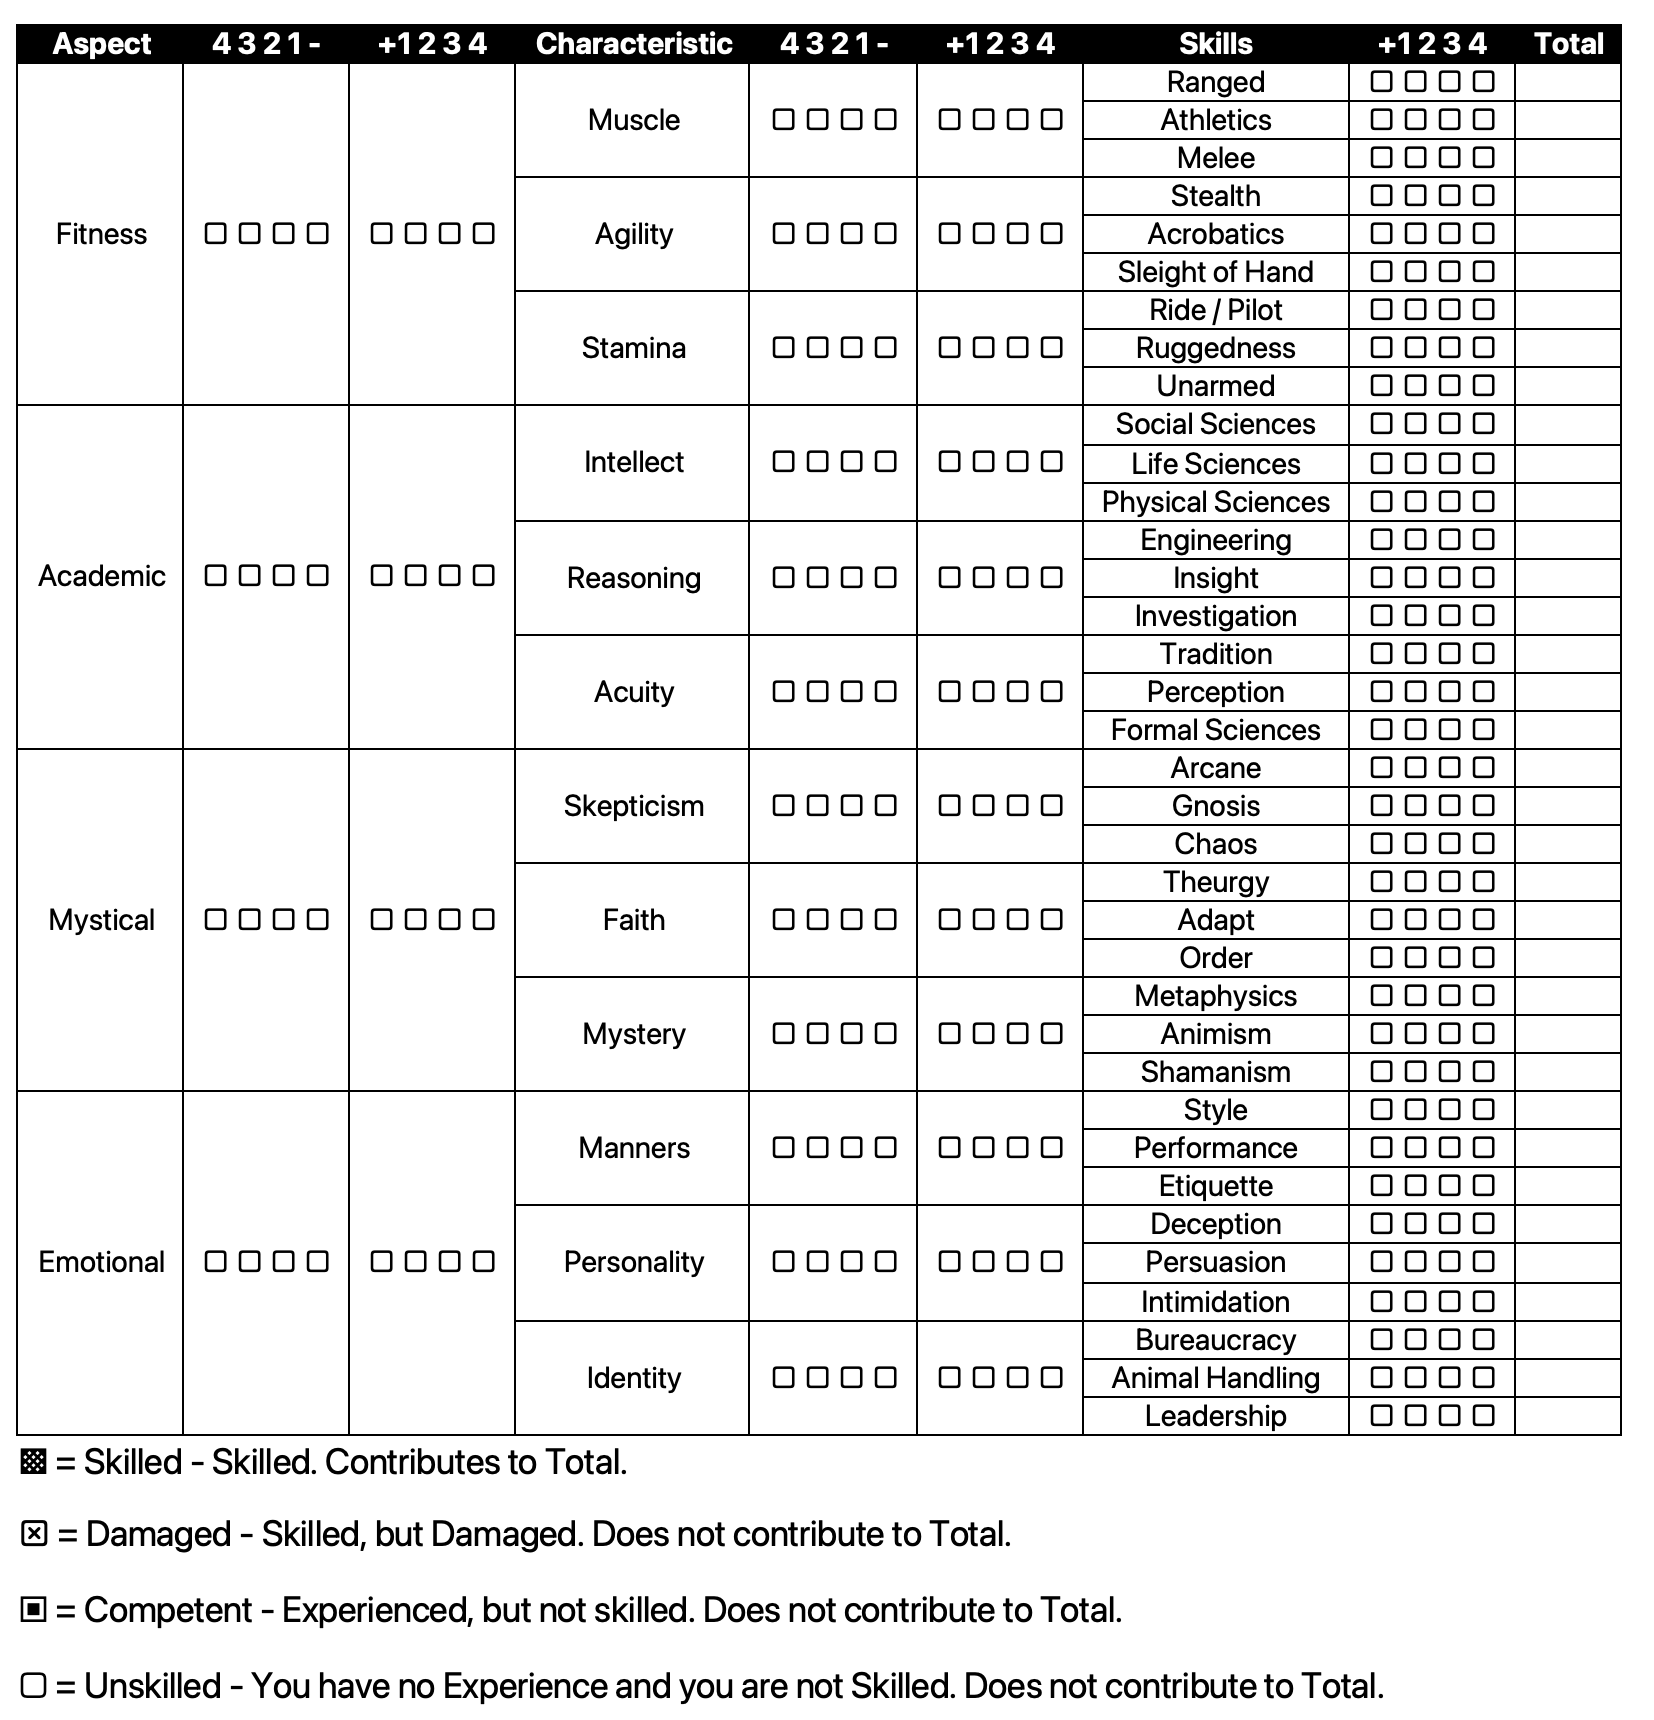 Aspect 4 3 2 1 - +1 2 3 4 Characteristic 4 3 2 1 - +1 2 3 4 Skills +1 2 3 4 Total
Fitness
Muscle
Ranged
Athletics
Melee
Agility
Stealth
Acrobatics
Sleight of Hand
Stamina
Ride / Pilot
Ruggedness
Unarmed
Academic
Intellect
Social Sciences
Life Sciences
Physical Sciences
Reasoning
Engineering
Insight
Investigation
Acuity
Tradition
Perception
Formal Sciences
Mystical
Skepticism
Arcane
Gnosis
Chaos
Faith
Theurgy
Adapt
Order
Mystery
Metaphysics
Animism
Shamanism
Emotional
Manners
Style
Performance
Etiquette
Personality
Deception
Persuasion
Intimidation
Identity
Bureaucracy
Animal Handling
Leadership
▩ = Skilled - Skilled. Contributes to Total.
☒ = Damaged - Skilled, but Damaged. Does not contribute to Total.
▣ = Competent - Experienced, but not skilled. Does not contribute to Total.
▢ = Unskilled - You have no Experience and you are not Skilled. Does not contribute to Total.